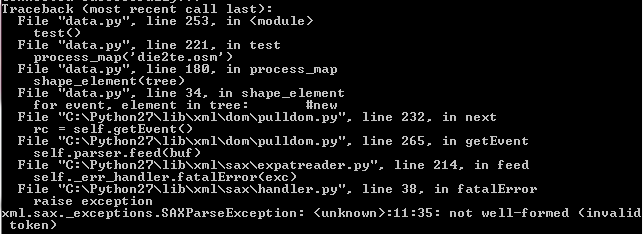 Traceback (most recent call last):
  File "data.py", line 253, in <module>
    test()
  File "data.py", line 221, in test
    process_map('die2te.osm')
  File "data.py", line 180, in process_map
    shape_element(tree)
  File "data.py", line 34, in shape_element
    for event, element in tree:        #new
  File "C:\Python27\lib\xml\dom\pulldom.py", line 232, in next
    rc = self.getEvent()
  File "C:\Python27\lib\xml\dom\pulldom.py", line 265, in getEvent
    self.parser.feed(buf)
  File "C:\Python27\lib\xml\sax\expatreader.py", line 214, in feed
    self._err_handler.fatalError(exc)
  File "C:\Python27\lib\xml\sax\handler.py", line 38, in fatalError
    raise exception
xml.sax._exceptions.SAXParseException: <unknown>:11:35: not well-formed (invalid
 token)